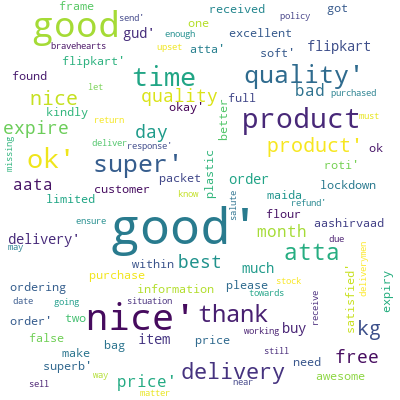 frame received got
good send' gud' one excellent policy
bravehearts enough upset atta' soft' flipkart
found flipkart' time quality' bad purchased
let okay' full
nice quality product
kindly better
expire return day product' must
deliver ok
missing ok' super' response' plastic roti'
aata customer packet know order maida lockdown
limited salute refund' flour aashirvaad
ensure good' month due
may delivery' atta
within best much satisfied' deliverymen
ordering purchase information please stock expiry
date going situation towards
order' two nice' thank buy receive kg
false working still
make bag item price need free
superb' price' delivery awesome
sell way near
matter